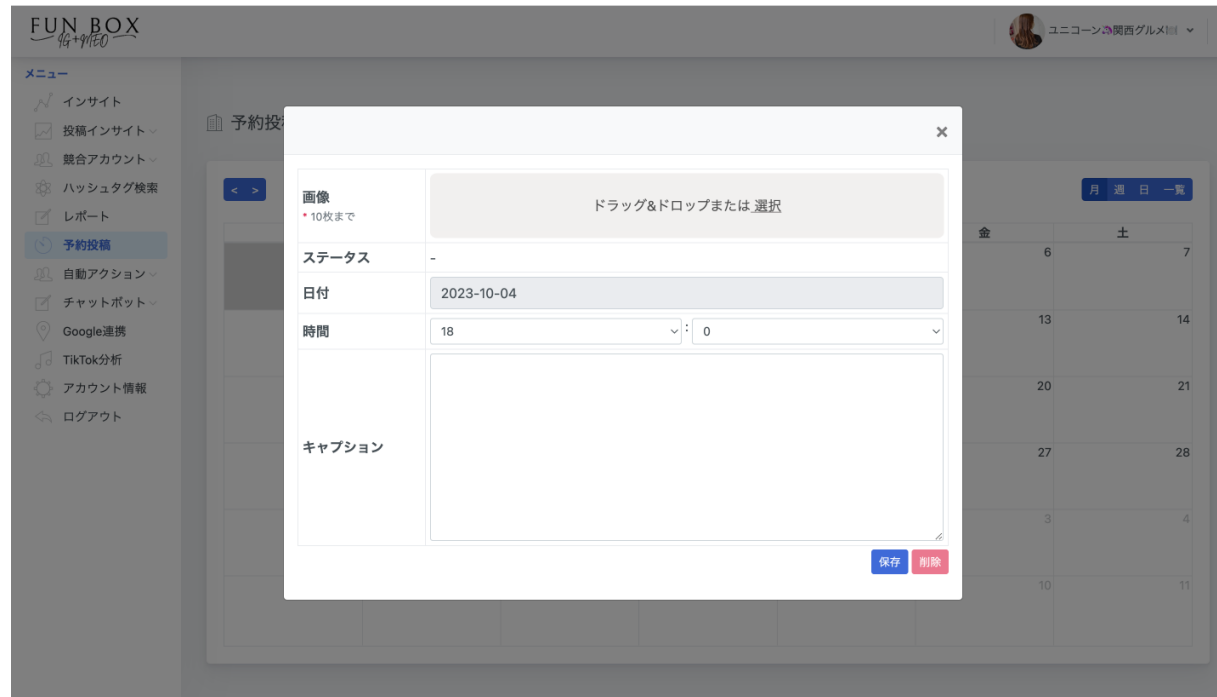 FUN BOX
IG+MEO
ユニコーン🦄関西グルメ🍽
メニュー
インサイト
投稿インサイト
競合アカウント
ハッシュタグ検索
レポート
予約投稿
自動アクション
チャットボット
Google連携
TikTok分析
アカウント情報
ログアウト
予約投
×
< >
月 週 日 一覧
画像
* 10枚まで
ドラッグ&ドロップまたは 選択
ステータス
-
日付
2023-10-04
時間
18 : 0
キャプション
保存 削除
金 土
6 7
13 14
20 21
27 28
3 4
10 11